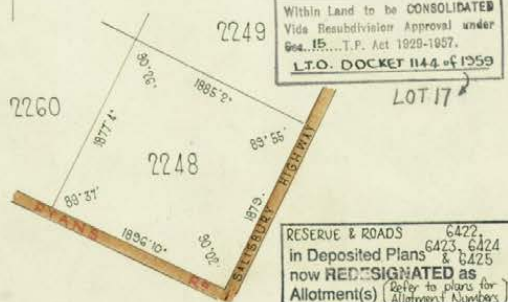 2249
Within Land to be CONSOLIDATED
Vide Resubdivision Approval under
Sec. 15 T.P. Act 1929-1957.
L.T.O. DOCKET 1144 of 1959
LOT 17
2260
90°26'
1885.2'
1877.4'
89°55'
2248
SALISBURY HIGHWAY
1879.
89°37'
RYANS RD
1896.10'
90°02'
RESERVE & ROADS 6422,
in Deposited Plans 6423, 6424
& 6425
now REDESIGNATED as
Allotment(s) (Refer to plans for
Allotment Numbers)